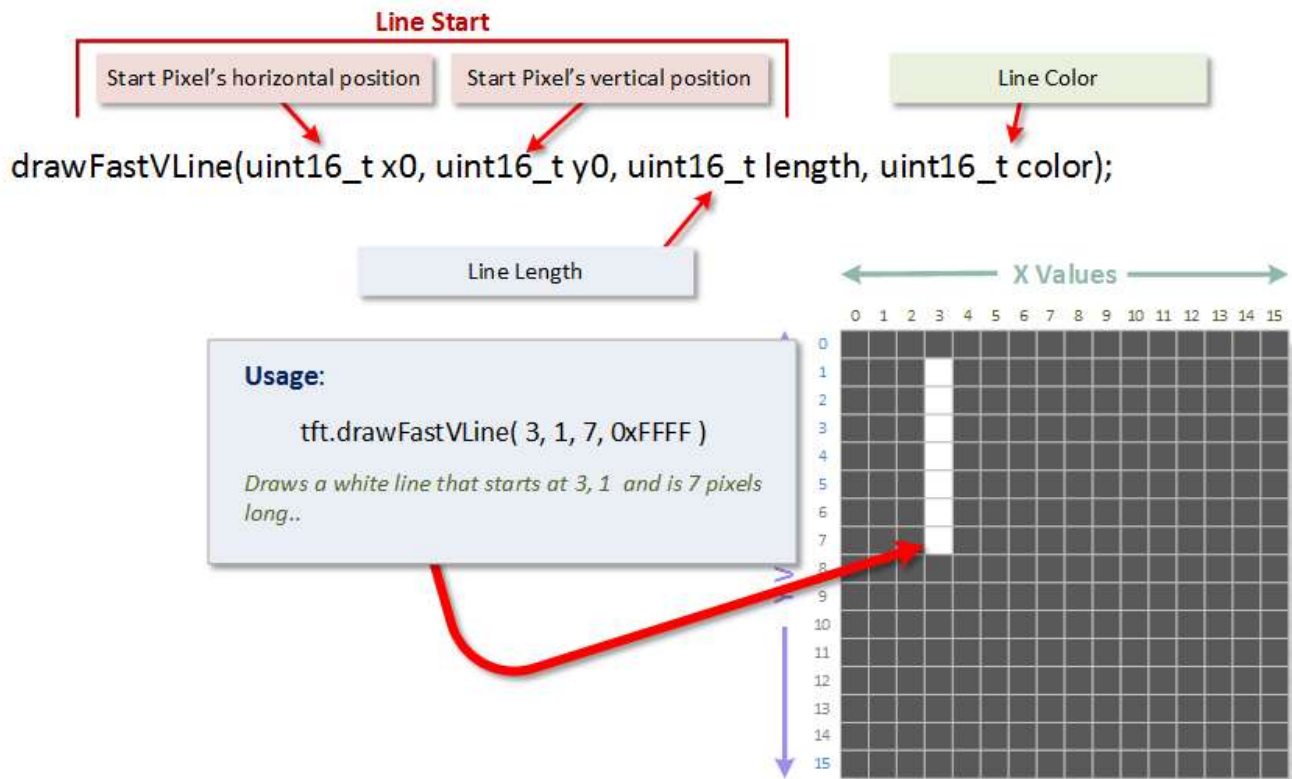 Line Start
Start Pixel's horizontal position
Start Pixel's vertical position
Line Color
drawFastVLine(uint16_t x0, uint16_t y0, uint16_t length, uint16_t color);
Line Length
X Values
0 1 2 3 4 5 6 7 8 9 10 11 12 13 14 15
Usage:
tft.drawFastVLine( 3, 1, 7, 0xFFFF )
Draws a white line that starts at 3, 1 and is 7 pixels
long..
0
1
2
3
4
5
6
7
8
9
10
11
12
13
14
15